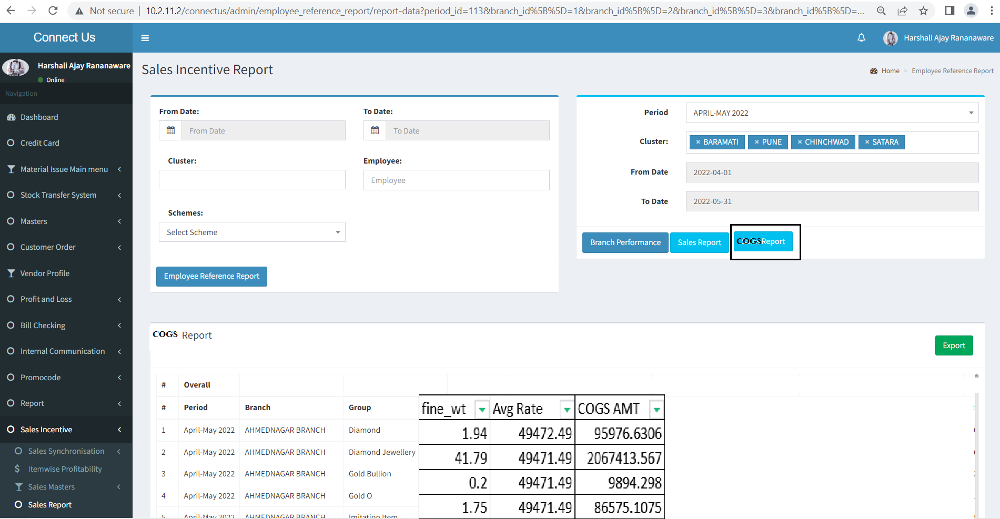 Not secure | 10.2.11.2/connectus/admin/employee_reference_report/report-data?period_id=113&branch_id%5B%5D=1&branch_id%5B%5D=2&branch_id%5B%5D=3&branch_id%5B%5D=...
Connect Us
Harshali Ajay Rananaware
Harshali Ajay Rananaware
Online
Navigation
Dashboard
Credit Card
Material Issue Main menu
Stock Transfer System
Masters
Customer Order
Vendor Profile
Profit and Loss
Bill Checking
Internal Communication
Promocode
Report
Sales Incentive
Sales Synchronisation
$ Itemwise Profitability
Sales Masters
Sales Report
Sales Incentive Report
Home > Employee Reference Report
From Date: To Date:
From Date To Date
Cluster: Employee:
Employee
Schemes:
Select Scheme
Employee Reference Report
Period APRIL-MAY 2022
Cluster: × BARAMATI × PUNE × CHINCHWAD × SATARA
From Date 2022-04-01
To Date 2022-05-31
Branch Performance Sales Report COGS Report
COGS Report
Export
# Overall
# Period Branch Group fine_wt Avg Rate COGS AMT
1 April-May 2022 AHMEDNAGAR BRANCH Diamond 1.94 49472.49 95976.6306
2 April-May 2022 AHMEDNAGAR BRANCH Diamond Jewellery 41.79 49471.49 2067413.567
3 April-May 2022 AHMEDNAGAR BRANCH Gold Bullion 0.2 49471.49 9894.298
4 April-May 2022 AHMEDNAGAR BRANCH Gold O 1.75 49471.49 86575.1075
5 April-May 2022 AHMEDNAGAR BRANCH Imitation Item